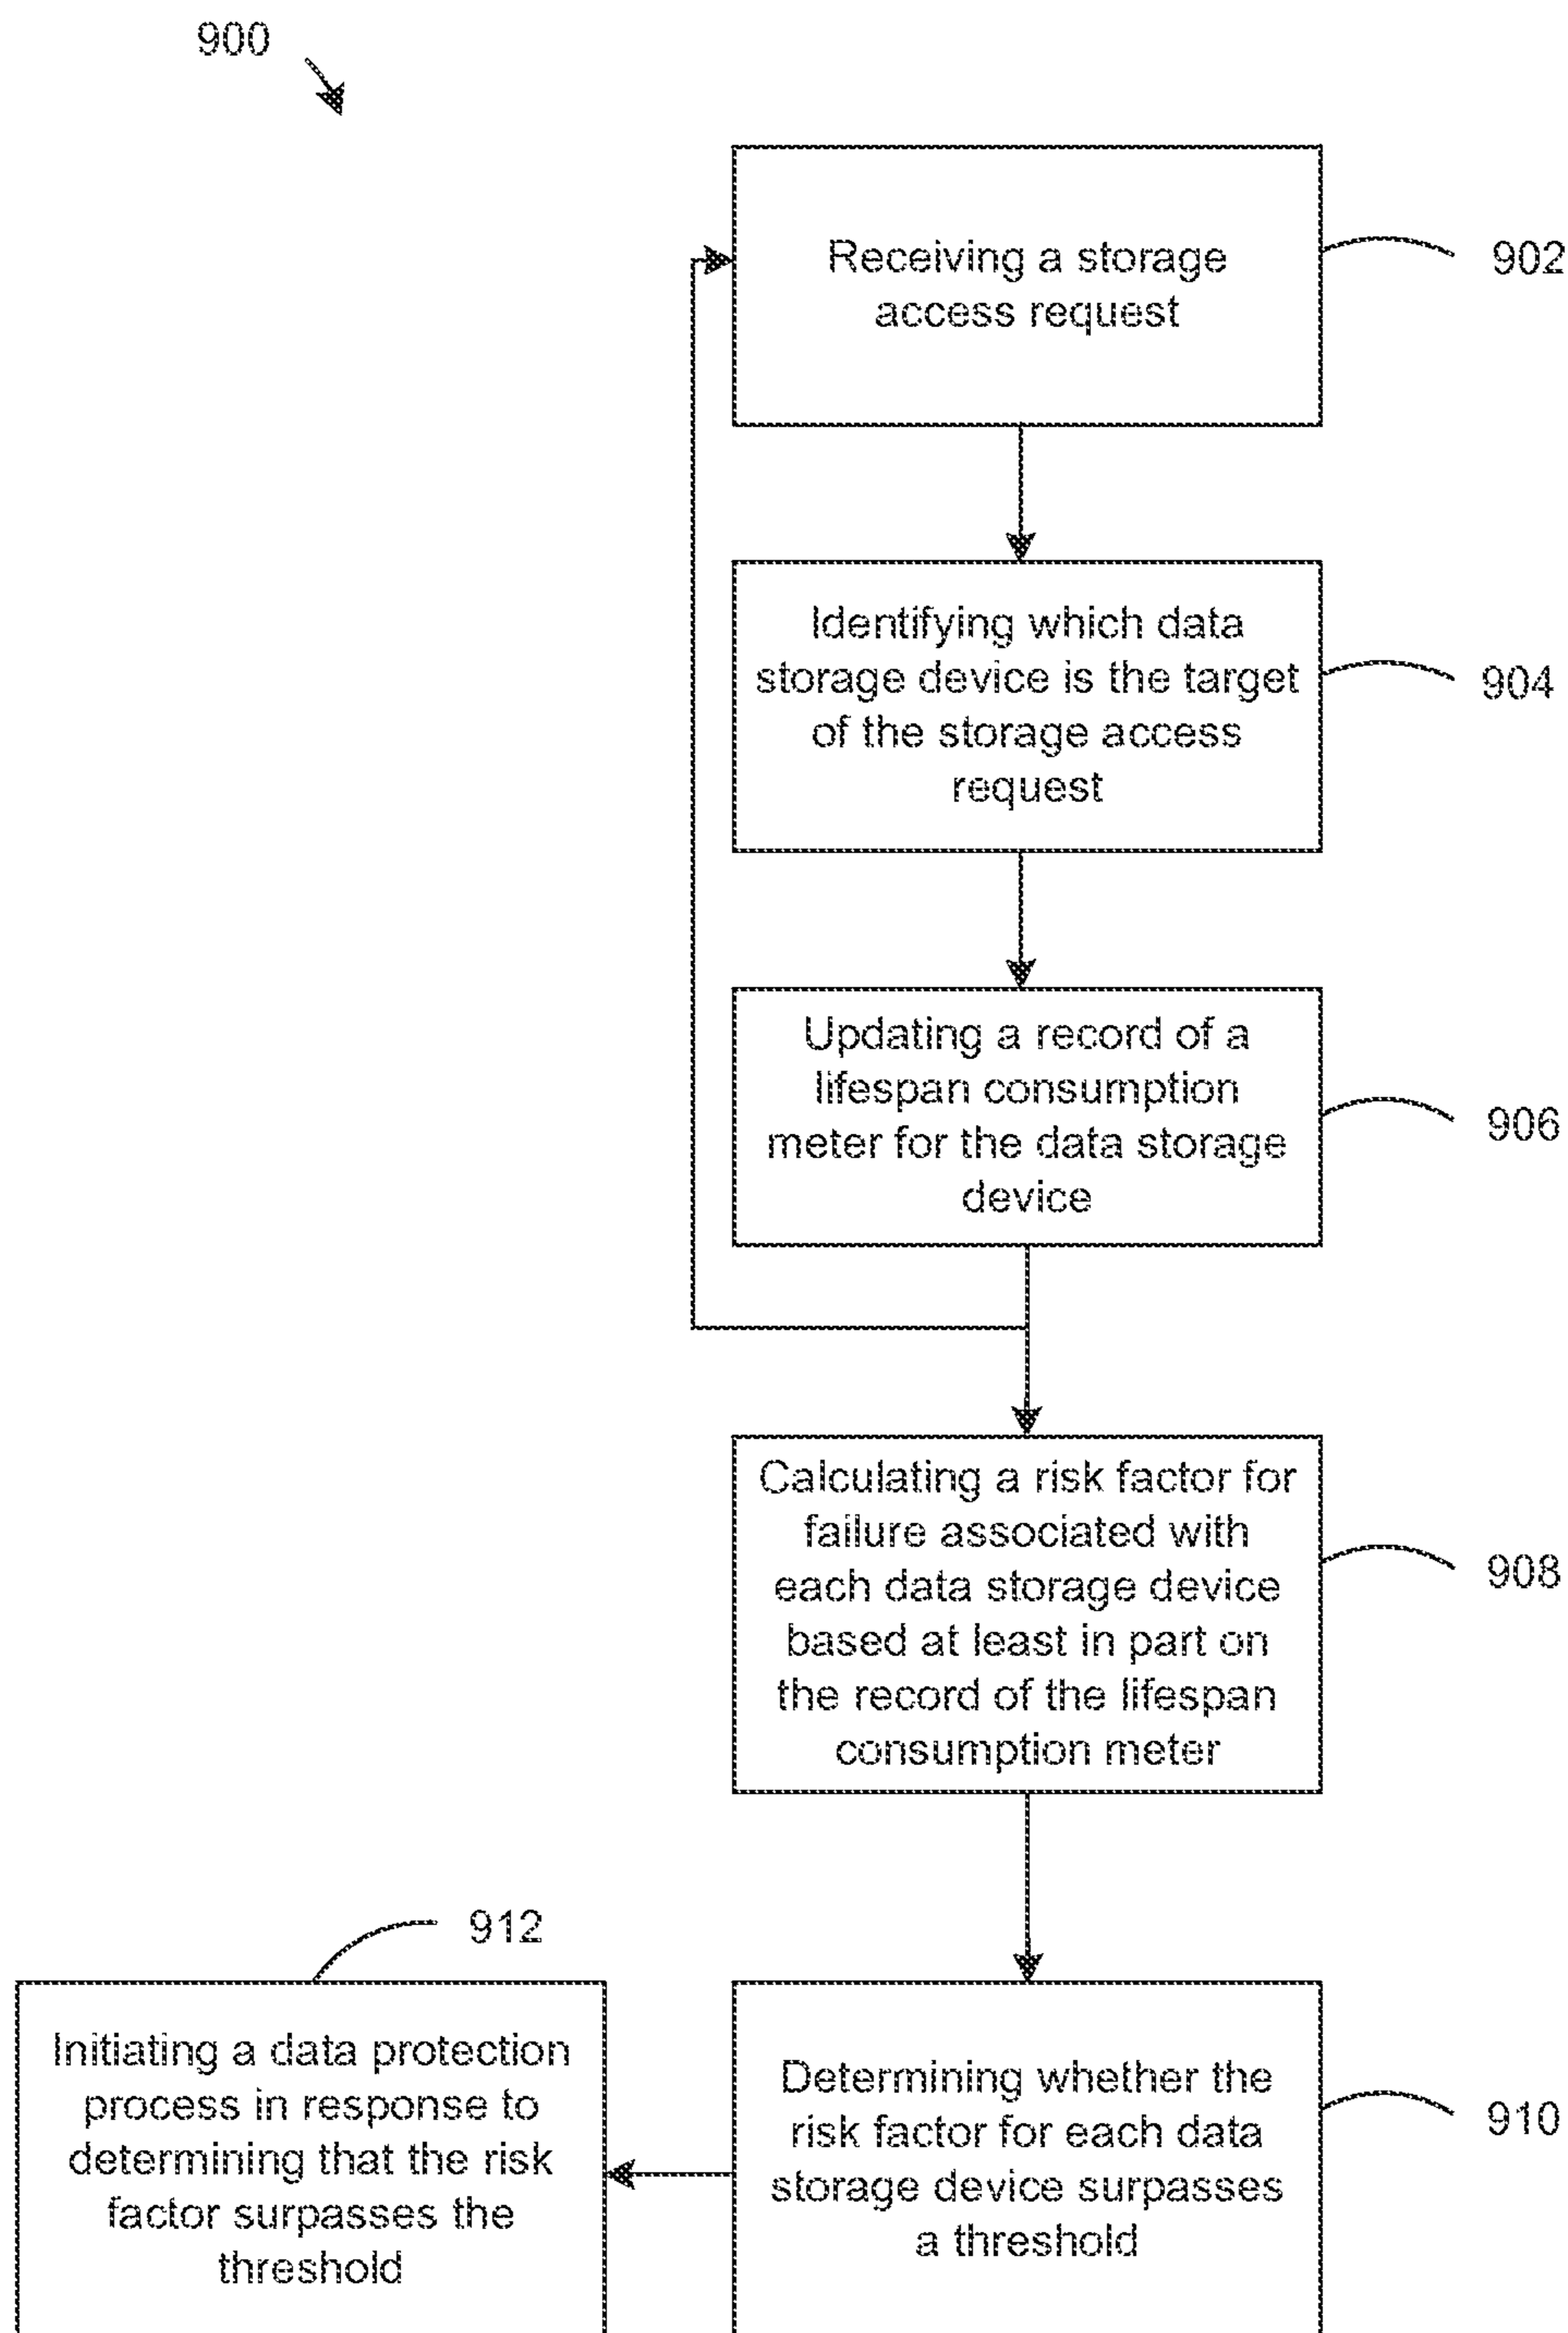 900
Receiving a storage
access request
902
Identifying which data
storage device is the target
of the storage access
request
904
Updating a record of a
lifespan consumption
meter for the data storage
device
906
Calculating a risk factor for
failure associated with
each data storage device
based at least in part on
the record of the lifespan
consumption meter
908
912
Initiating a data protection
process in response to
determining that the risk
factor surpasses the
threshold
Determining whether the
risk factor for each data
storage device surpasses
a threshold
910